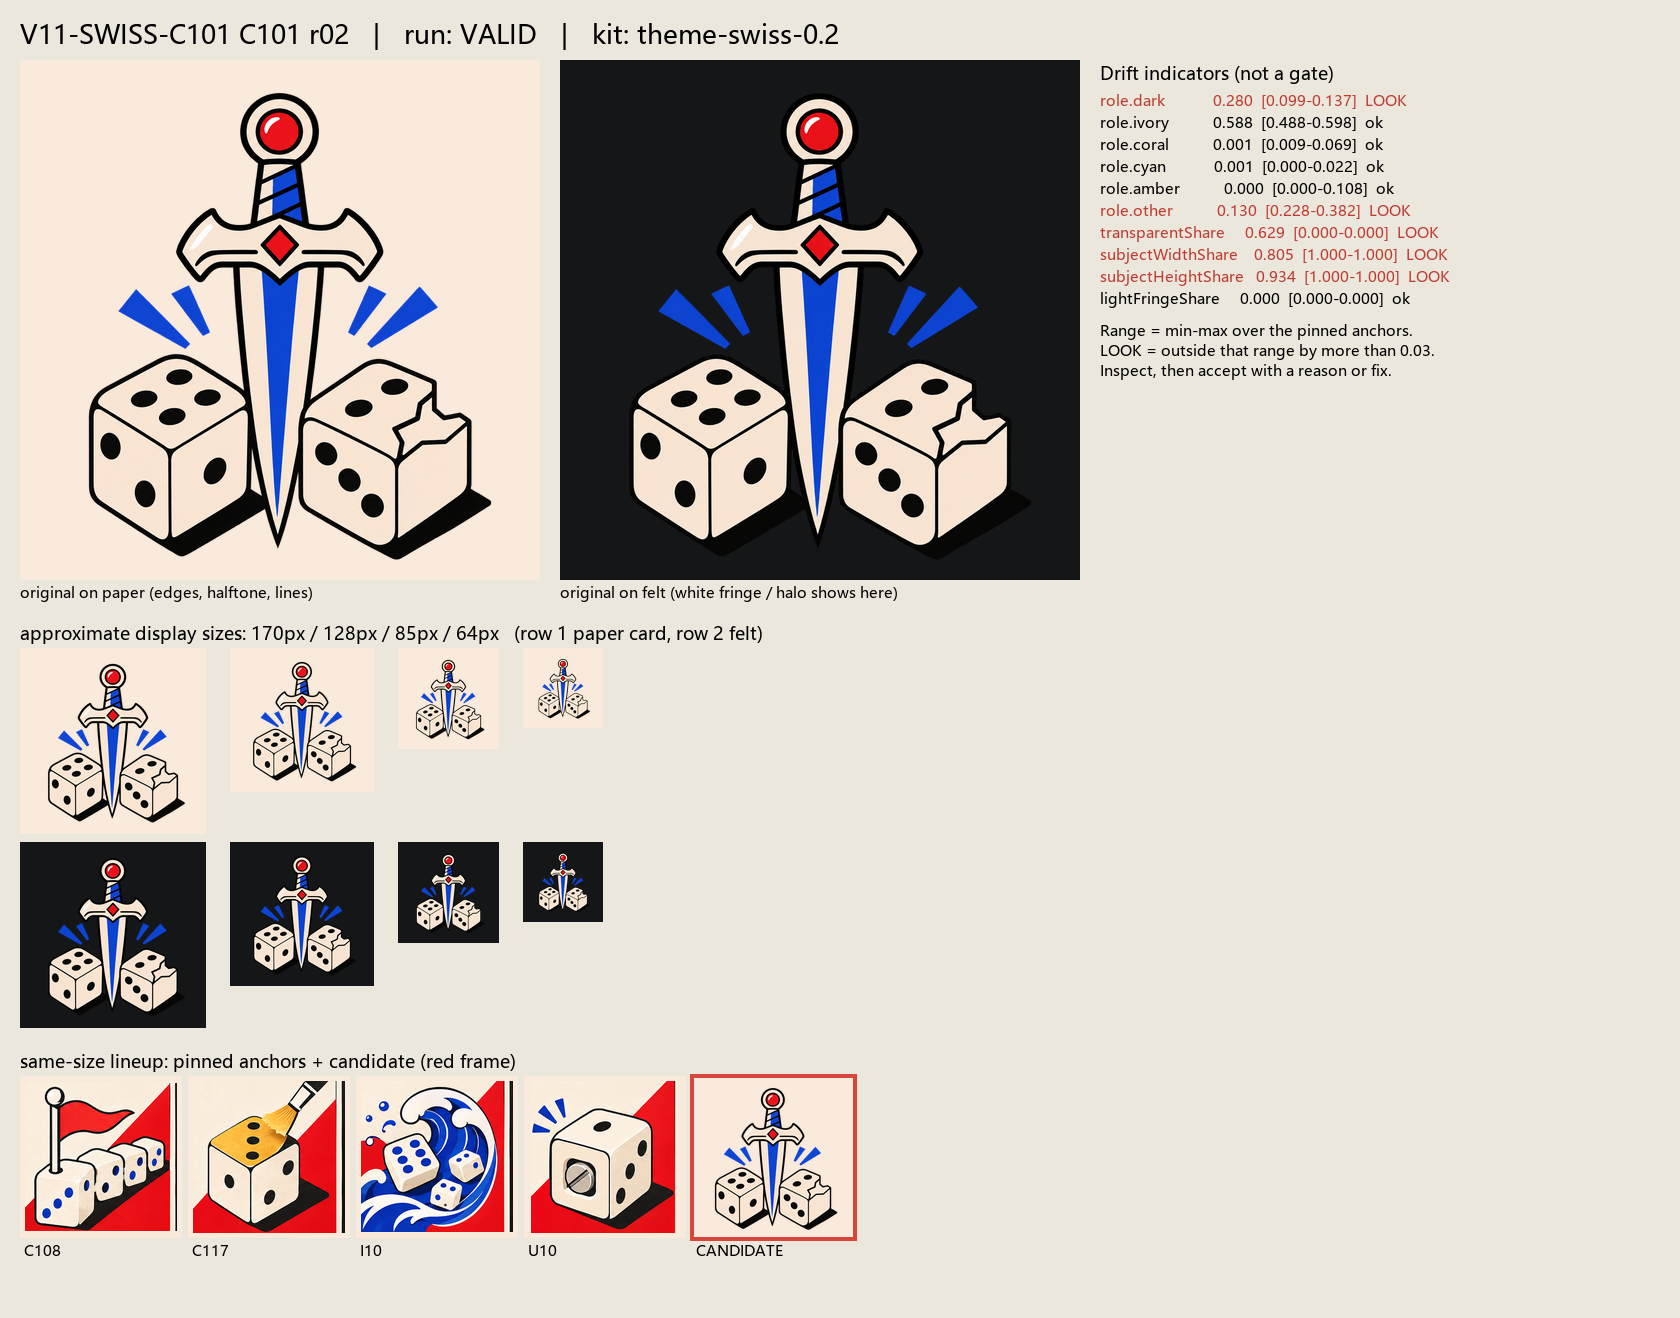 V11-SWISS-C101 C101 r02 | run: VALID | kit: theme-swiss-0.2
Drift indicators (not a gate)
role.dark 0.280 [0.099-0.137] LOOK
role.ivory 0.588 [0.488-0.598] ok
role.coral 0.001 [0.009-0.069] ok
role.cyan 0.001 [0.000-0.022] ok
role.amber 0.000 [0.000-0.108] ok
role.other 0.130 [0.228-0.382] LOOK
transparentShare 0.629 [0.000-0.000] LOOK
subjectWidthShare 0.805 [1.000-1.000] LOOK
subjectHeightShare 0.934 [1.000-1.000] LOOK
lightFringeShare 0.000 [0.000-0.000] ok
Range = min-max over the pinned anchors.
LOOK = outside that range by more than 0.03.
Inspect, then accept with a reason or fix.
original on paper (edges, halftone, lines)
original on felt (white fringe / halo shows here)
approximate display sizes: 170px / 128px / 85px / 64px (row 1 paper card, row 2 felt)
same-size lineup: pinned anchors + candidate (red frame)
C108
C117
I10
U10
CANDIDATE